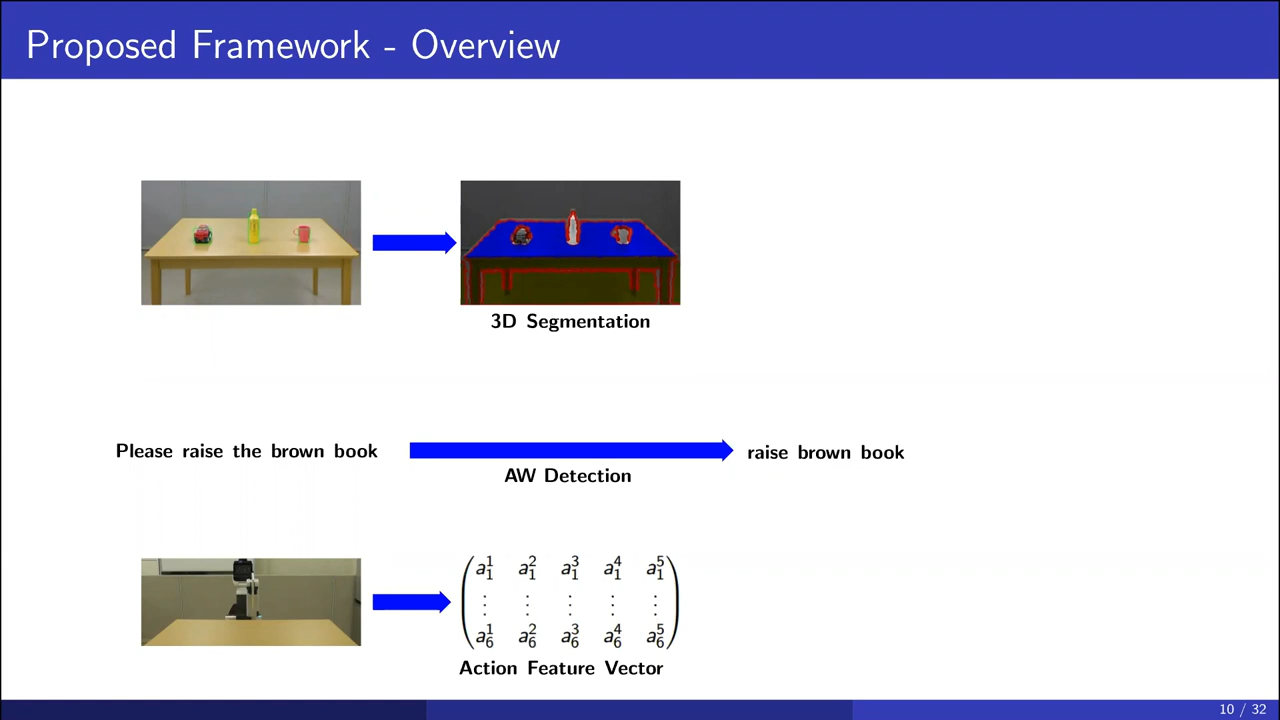 Proposed Framework - Overview
3D Segmentation
Please raise the brown book
AW Detection
raise brown book
a₁¹ a₁² a₁³ a₁⁴ a₁⁵
⋮ ⋮ ⋮ ⋮ ⋮
a₆¹ a₆² a₆³ a₆⁴ a₆⁵
Action Feature Vector
10 / 32